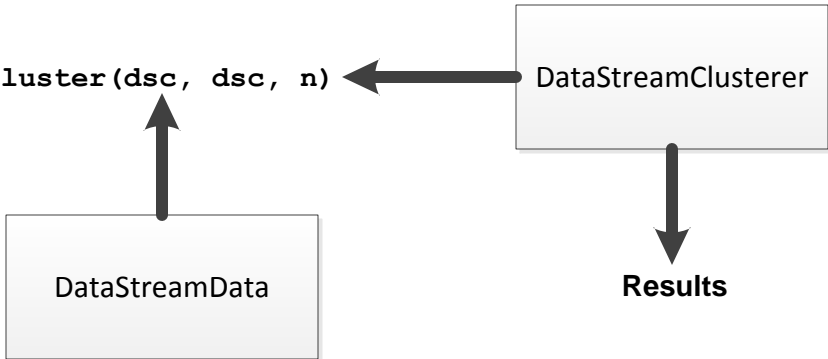 luster(dsc, dsc, n)
DataStreamClusterer
DataStreamData
Results